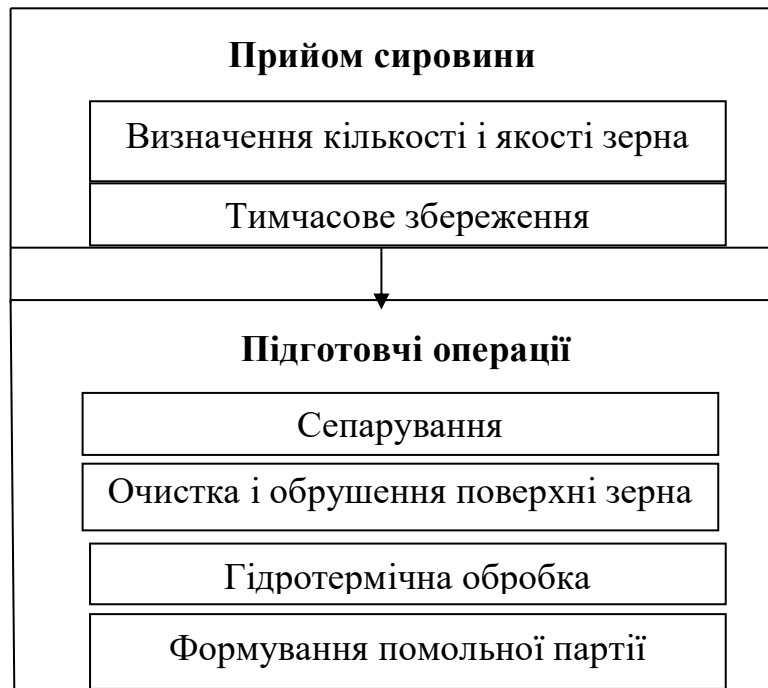 Прийом сировини
Визначення кількості і якості зерна
Тимчасове збереження
Підготовчі операції
Сепарування
Очистка і обрушення поверхні зерна
Гідротермічна обробка
Формування помольної партії